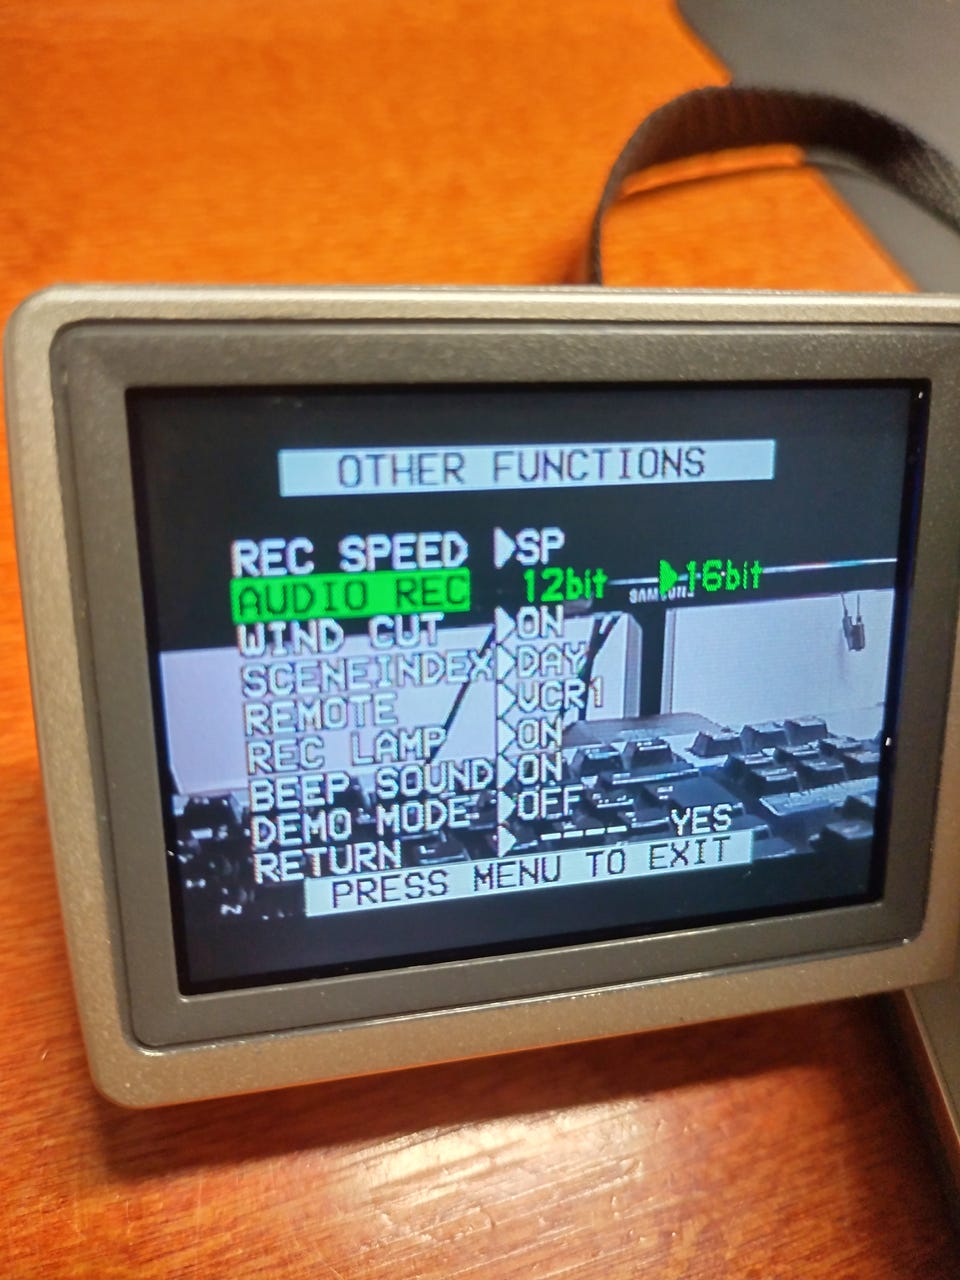 OTHER FUNCTIONS
REC SPEED ▶SP
AUDIO REC 12bit ▶16bit
SAMSUNG
WIND CUT ▶ON
SCENEINDEX▶DAY
REMOTE ▶VCR1
REC LAMP ▶ON
BEEP SOUND▶ON
DEMO MODE ▶OFF
RETURN ▶ ---- YES
PRESS MENU TO EXIT